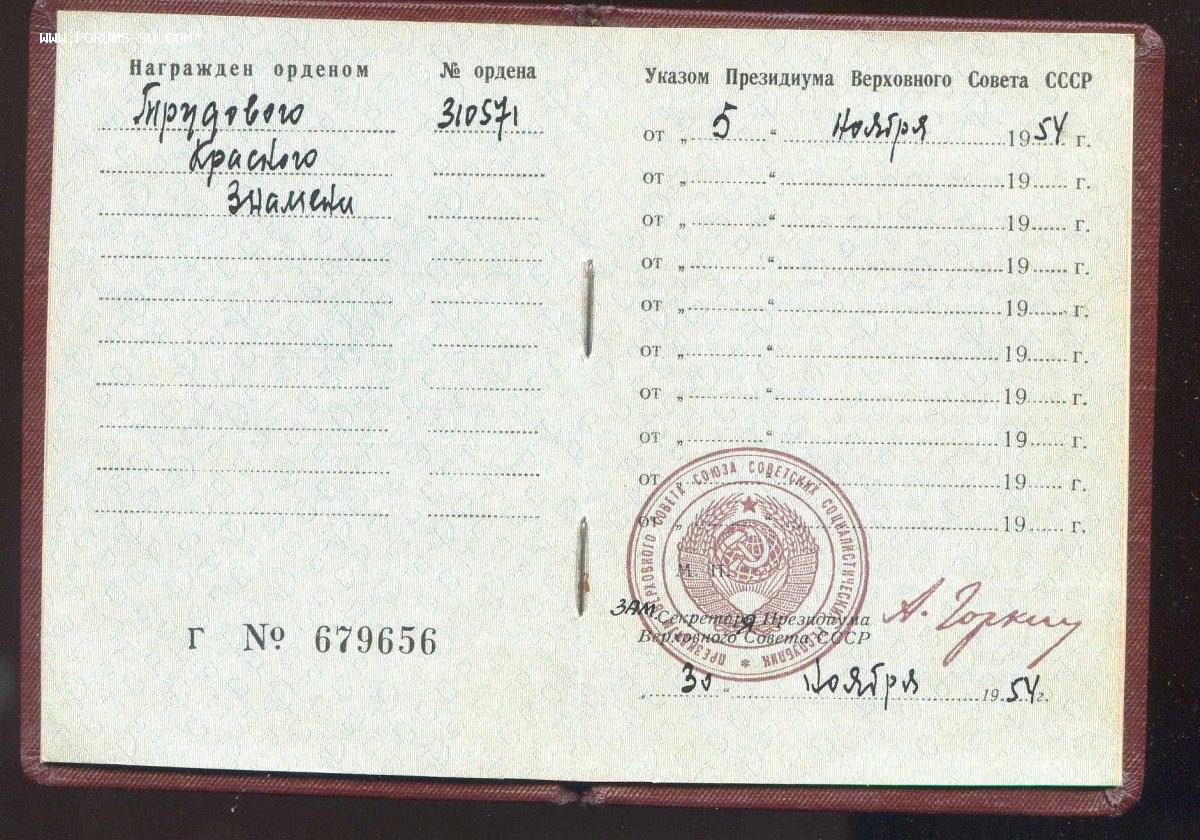 WWW.FORUMS-SU.COM
Награжден орденом № ордена
Трудового 310571
Красного
Знамени
Г № 679656
Указом Президиума Верховного Совета СССР
от „ 5 “ ноября 1954 г.
от „ “ 19 г.
от „ “ 19 г.
от „ “ 19 г.
от „ “ 19 г.
от „ “ 19 г.
от „ “ 19 г.
от „ “ 19 г.
от „ “ 19 г.
от „ “ 19 г.
ПРЕЗИДИУМ ВЕРХОВНОГО СОВЕТА СОЮЗА СОВЕТСКИХ СОЦИАЛИСТИЧЕСКИХ РЕСПУБЛИК
М. П.
Зам. Секретаря Президиума А. Горкин
Верховного Совета СССР
„ 30 “ ноября 1954 г.